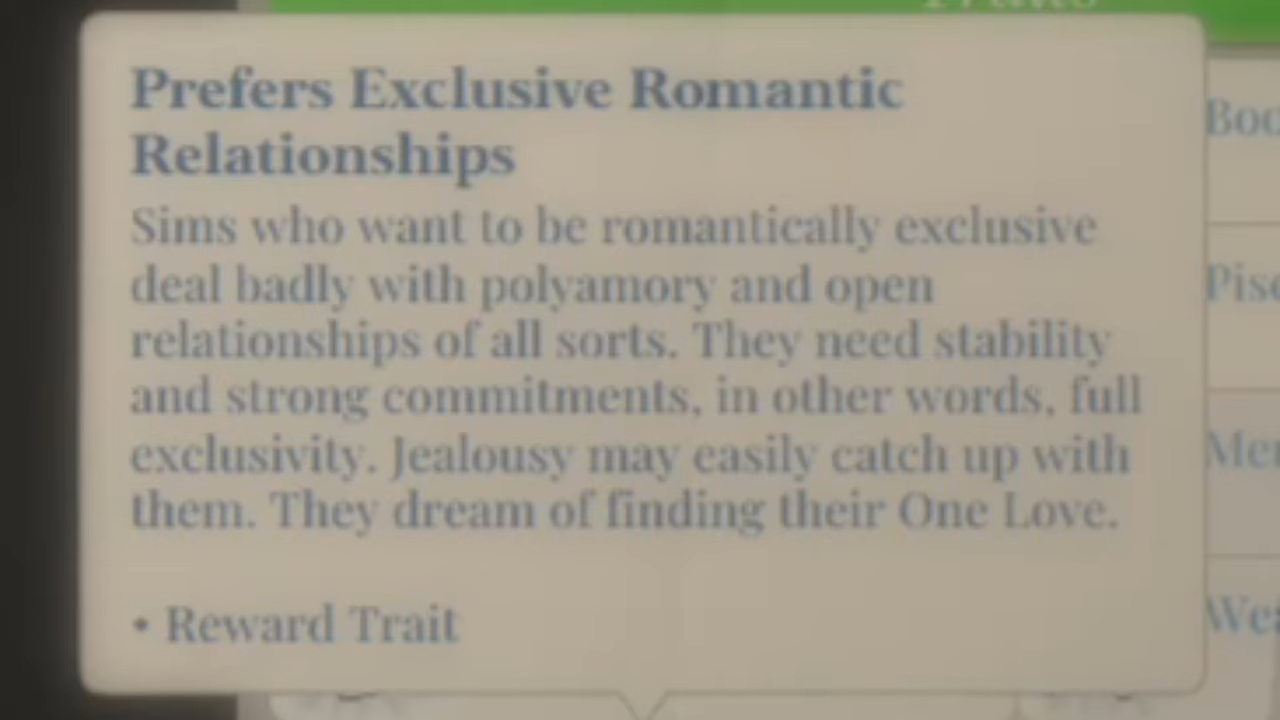 Prefers Exclusive Romantic
Relationships
Sims who want to be romantically exclusive
deal badly with polyamory and open
relationships of all sorts. They need stability
and strong commitments, in other words, full
exclusivity. Jealousy may easily catch up with
them. They dream of finding their One Love.
• Reward Trait